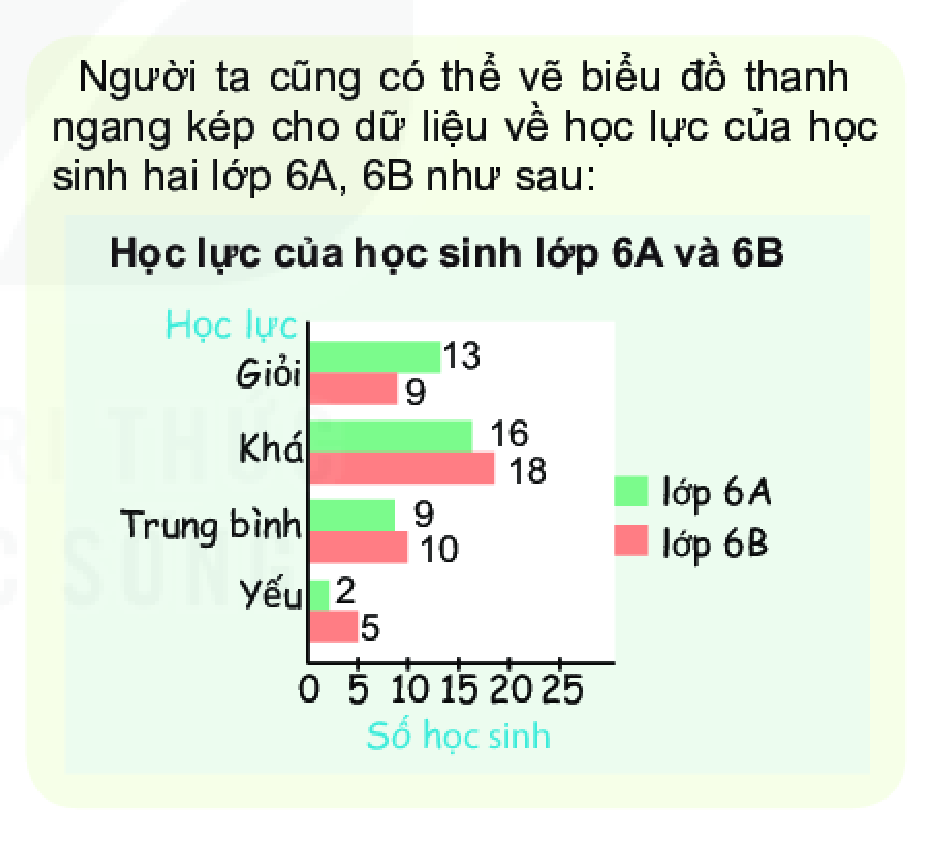 Người ta cũng có thể vẽ biểu đồ thanh
ngang kép cho dữ liệu về học lực của học
sinh hai lớp 6A, 6B như sau:
Học lực của học sinh lớp 6A và 6B
Học lực
Giỏi
13
9
Khá
16
18
Trung bình
9
10
Yếu
2
5
lớp 6A
lớp 6B
0 5 10 15 20 25
Số học sinh